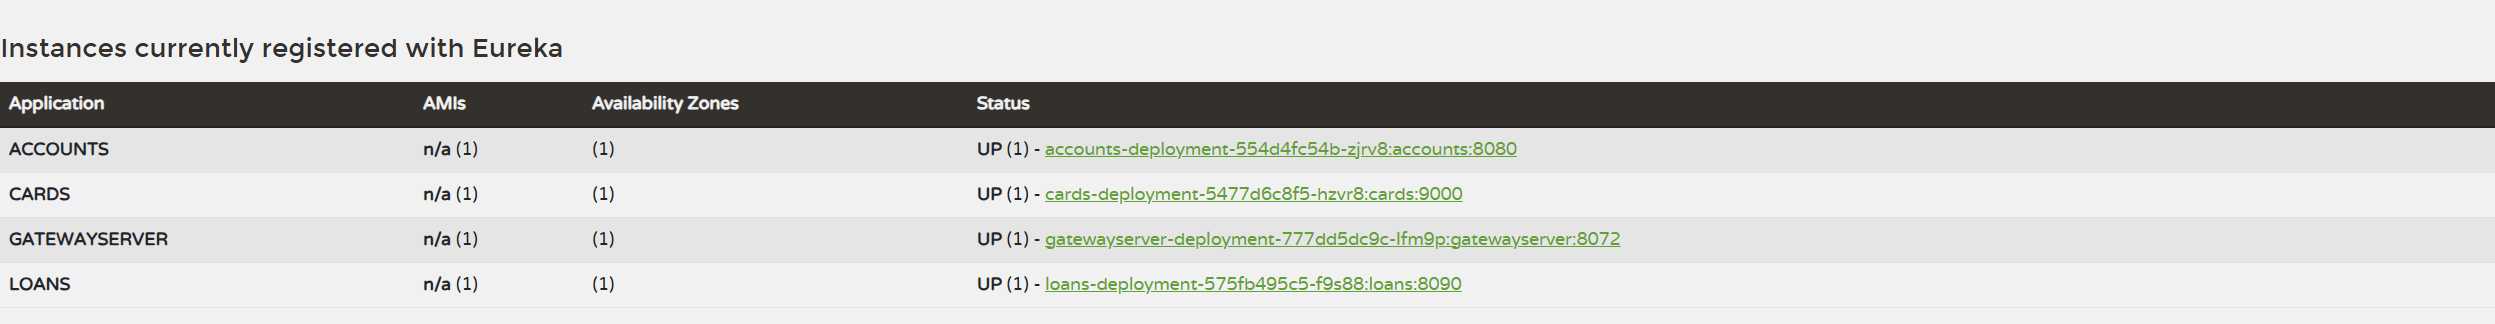 Instances currently registered with Eureka
Application AMIs Availability Zones Status
ACCOUNTS n/a (1) (1) UP (1) - accounts-deployment-554d4fc54b-zjrv8:accounts:8080
CARDS n/a (1) (1) UP (1) - cards-deployment-5477d6c8f5-hzvr8:cards:9000
GATEWAYSERVER n/a (1) (1) UP (1) - gatewayserver-deployment-777dd5dc9c-lfm9p:gatewayserver:8072
LOANS n/a (1) (1) UP (1) - loans-deployment-575fb495c5-f9s88:loans:8090